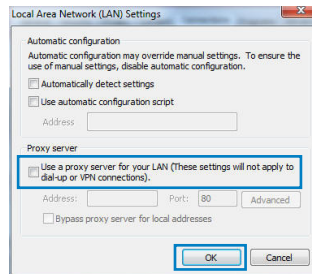 Local Area Network (LAN) Settings
Automatic configuration
Automatic configuration may override manual settings. To ensure the
use of manual settings, disable automatic configuration.
Automatically detect settings
Use automatic configuration script
Address
Proxy server
Use a proxy server for your LAN (These settings will not apply to
dial-up or VPN connections).
Address: Port: 80 Advanced
Bypass proxy server for local addresses
OK Cancel